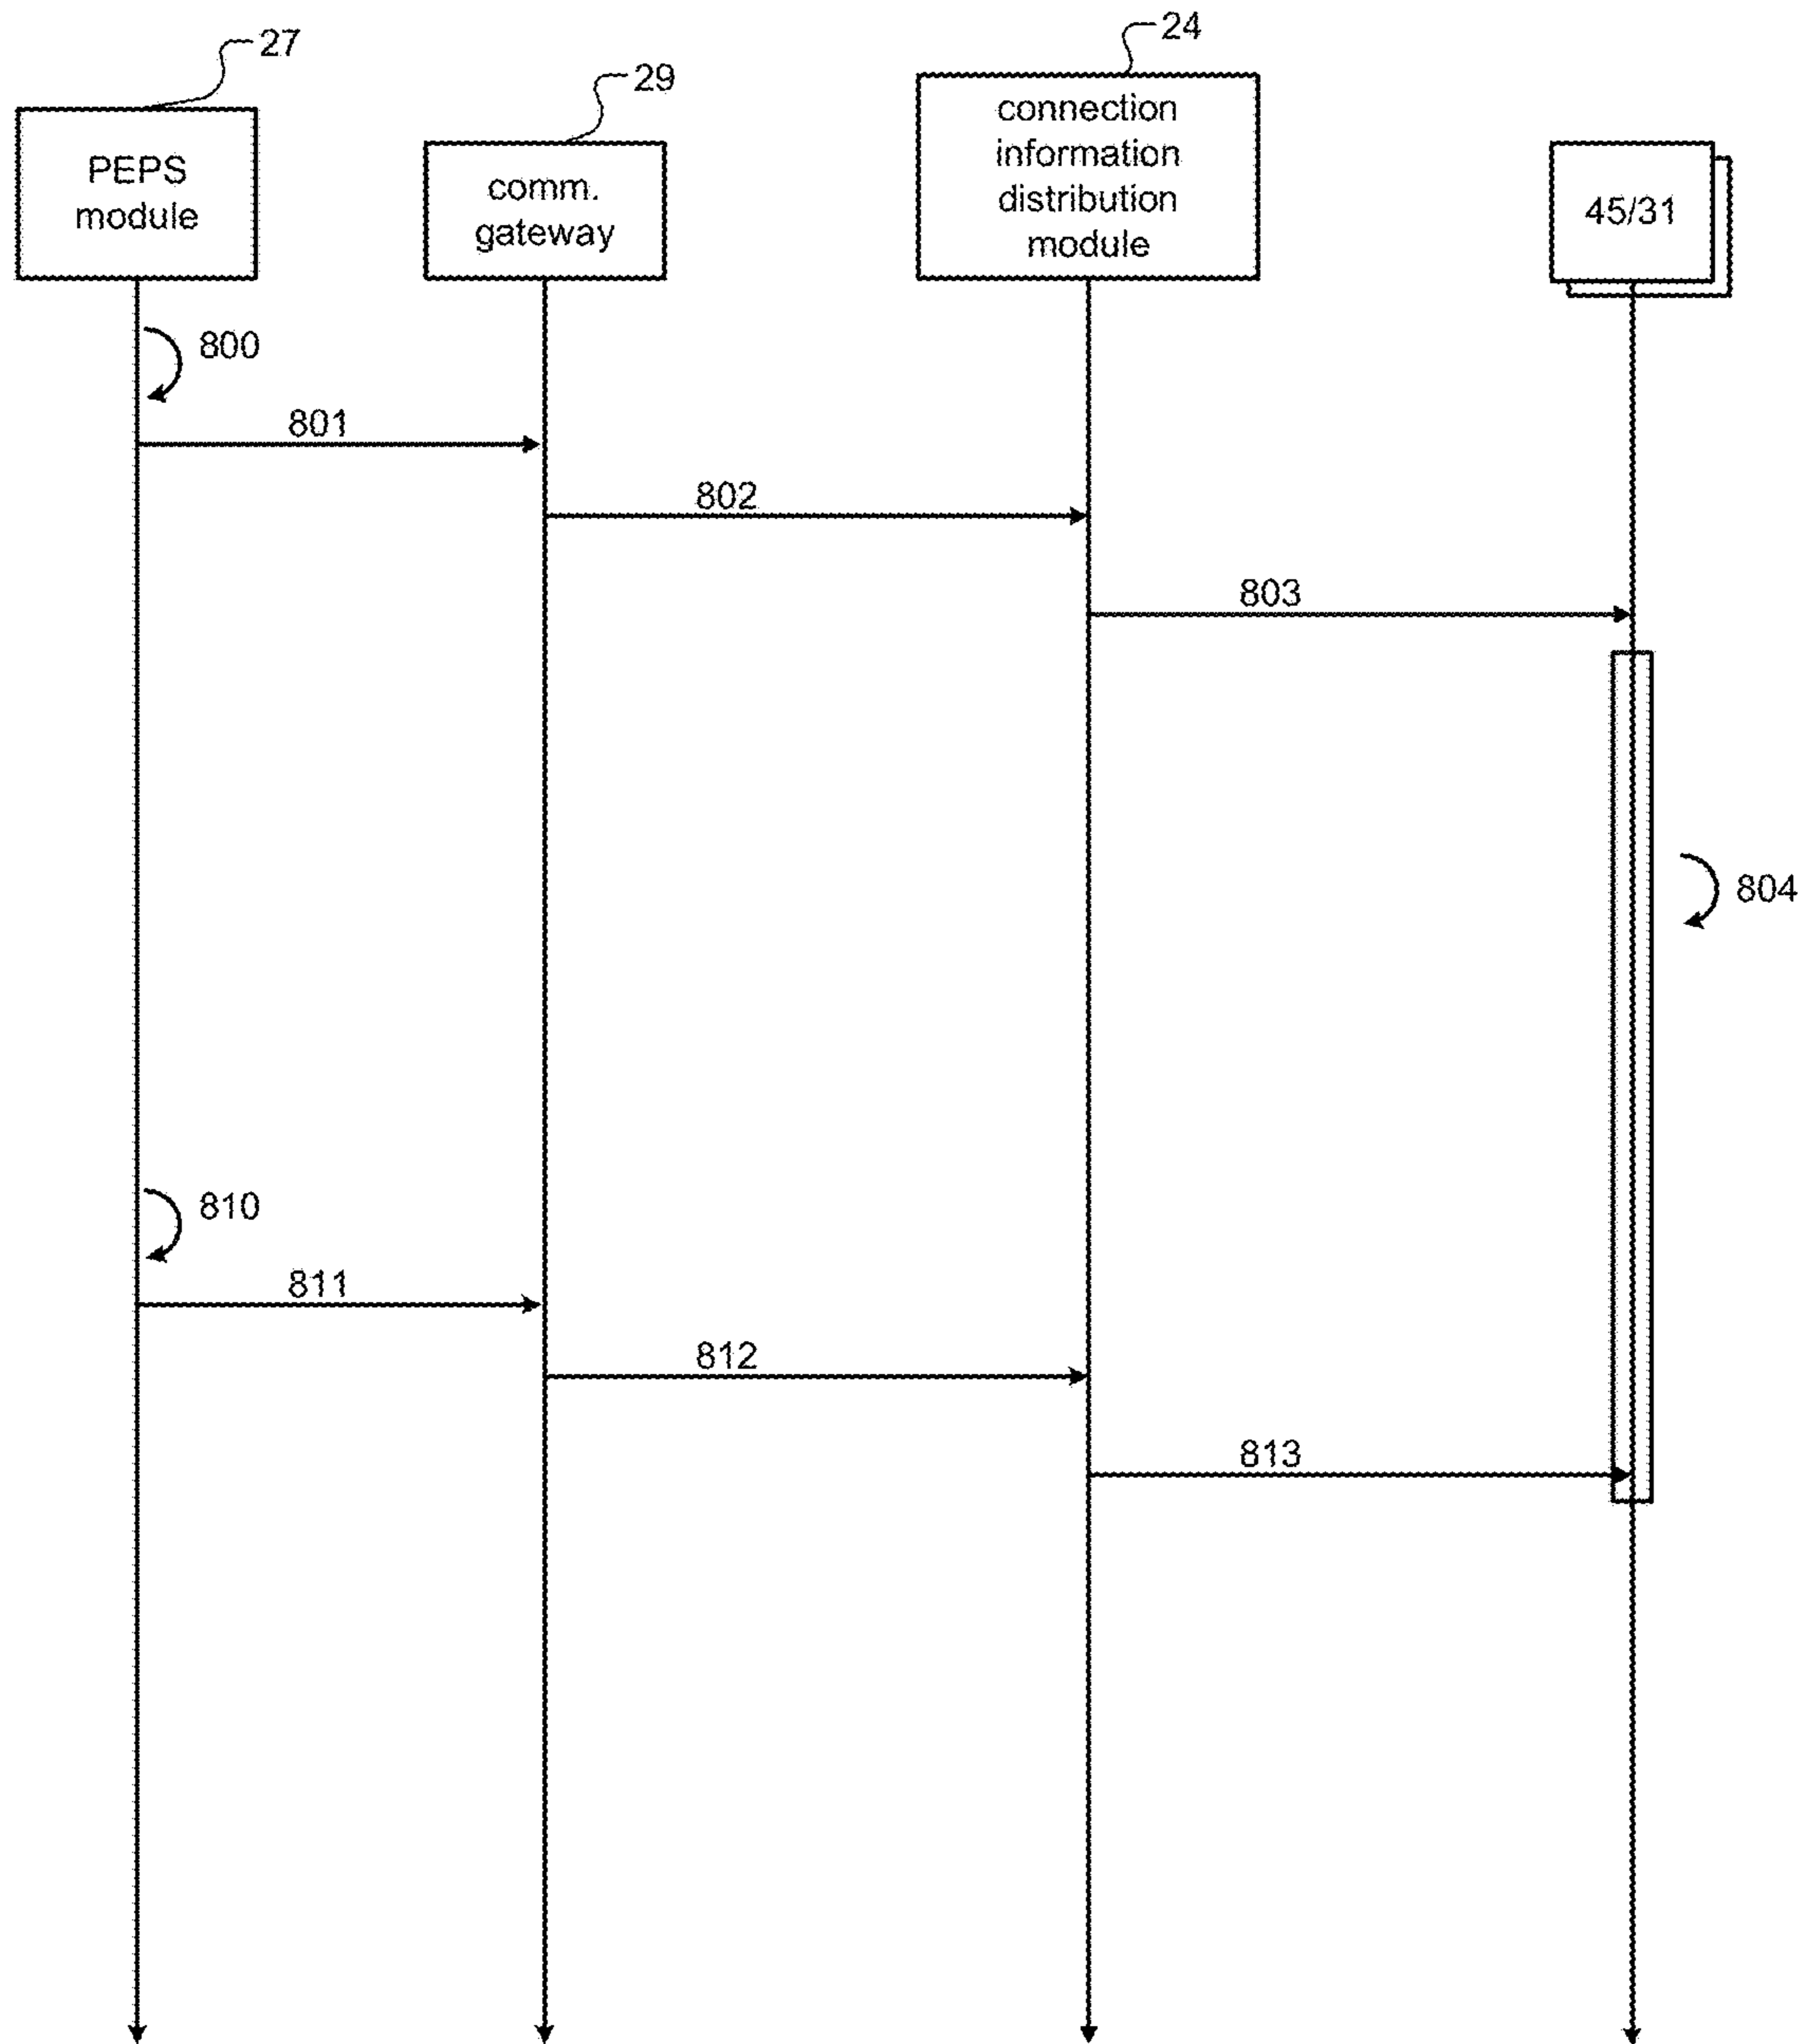 27
29
24
PEPS
module
comm.
gateway
connection
information
distribution
module
45/31
800
801
802
803
804
810
811
812
813